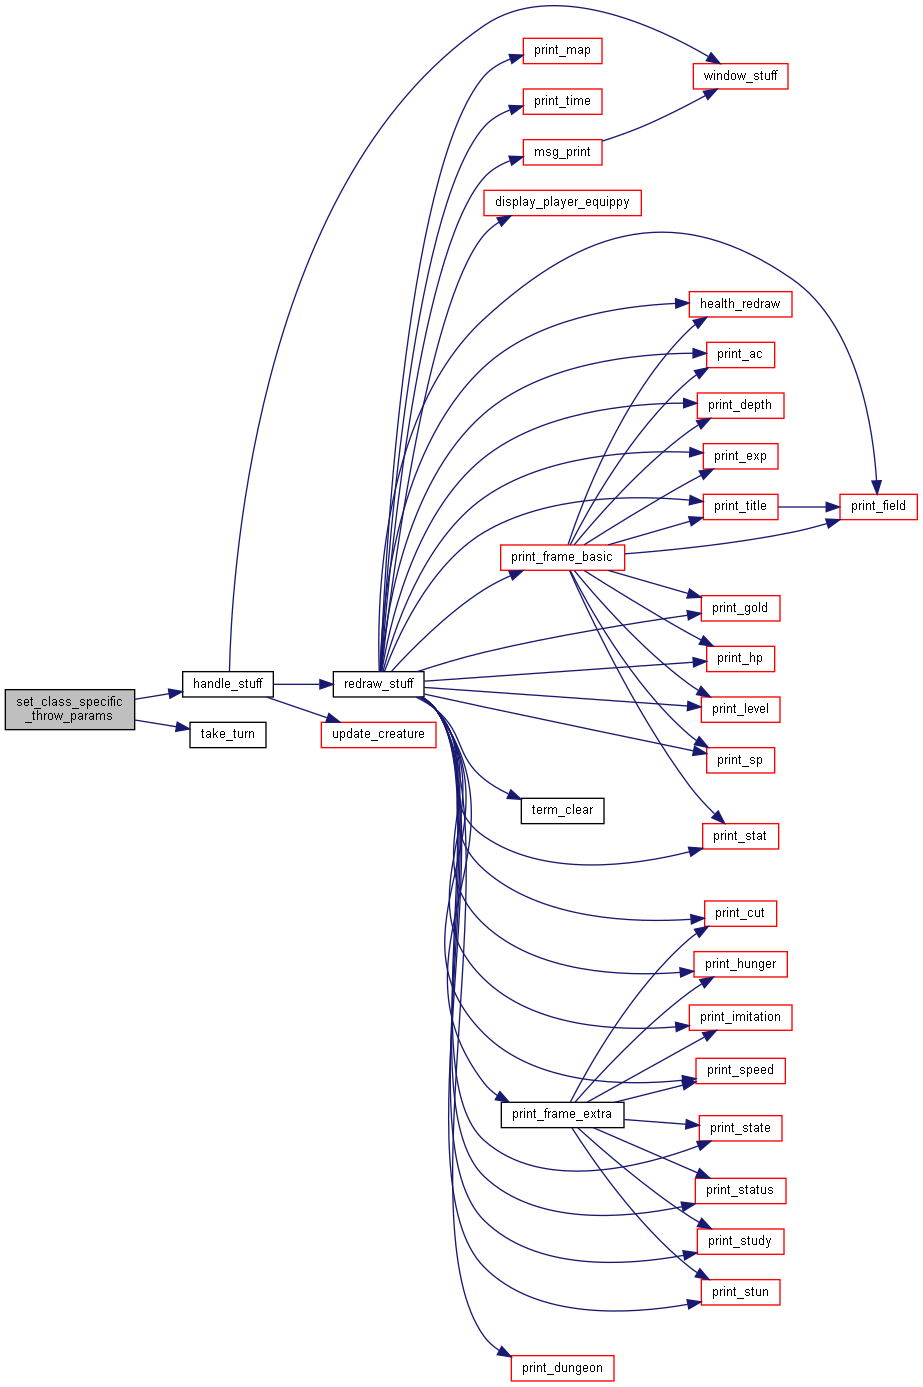 print_map
window_stuff
print_time
msg_print
display_player_equippy
health_redraw
print_ac
print_depth
print_exp
print_title
print_field
print_frame_basic
print_gold
print_hp
handle_stuff
redraw_stuff
set_class_specific
_throw_params
print_level
take_turn
update_creature
print_sp
term_clear
print_stat
print_cut
print_hunger
print_imitation
print_speed
print_frame_extra
print_state
print_status
print_study
print_stun
print_dungeon